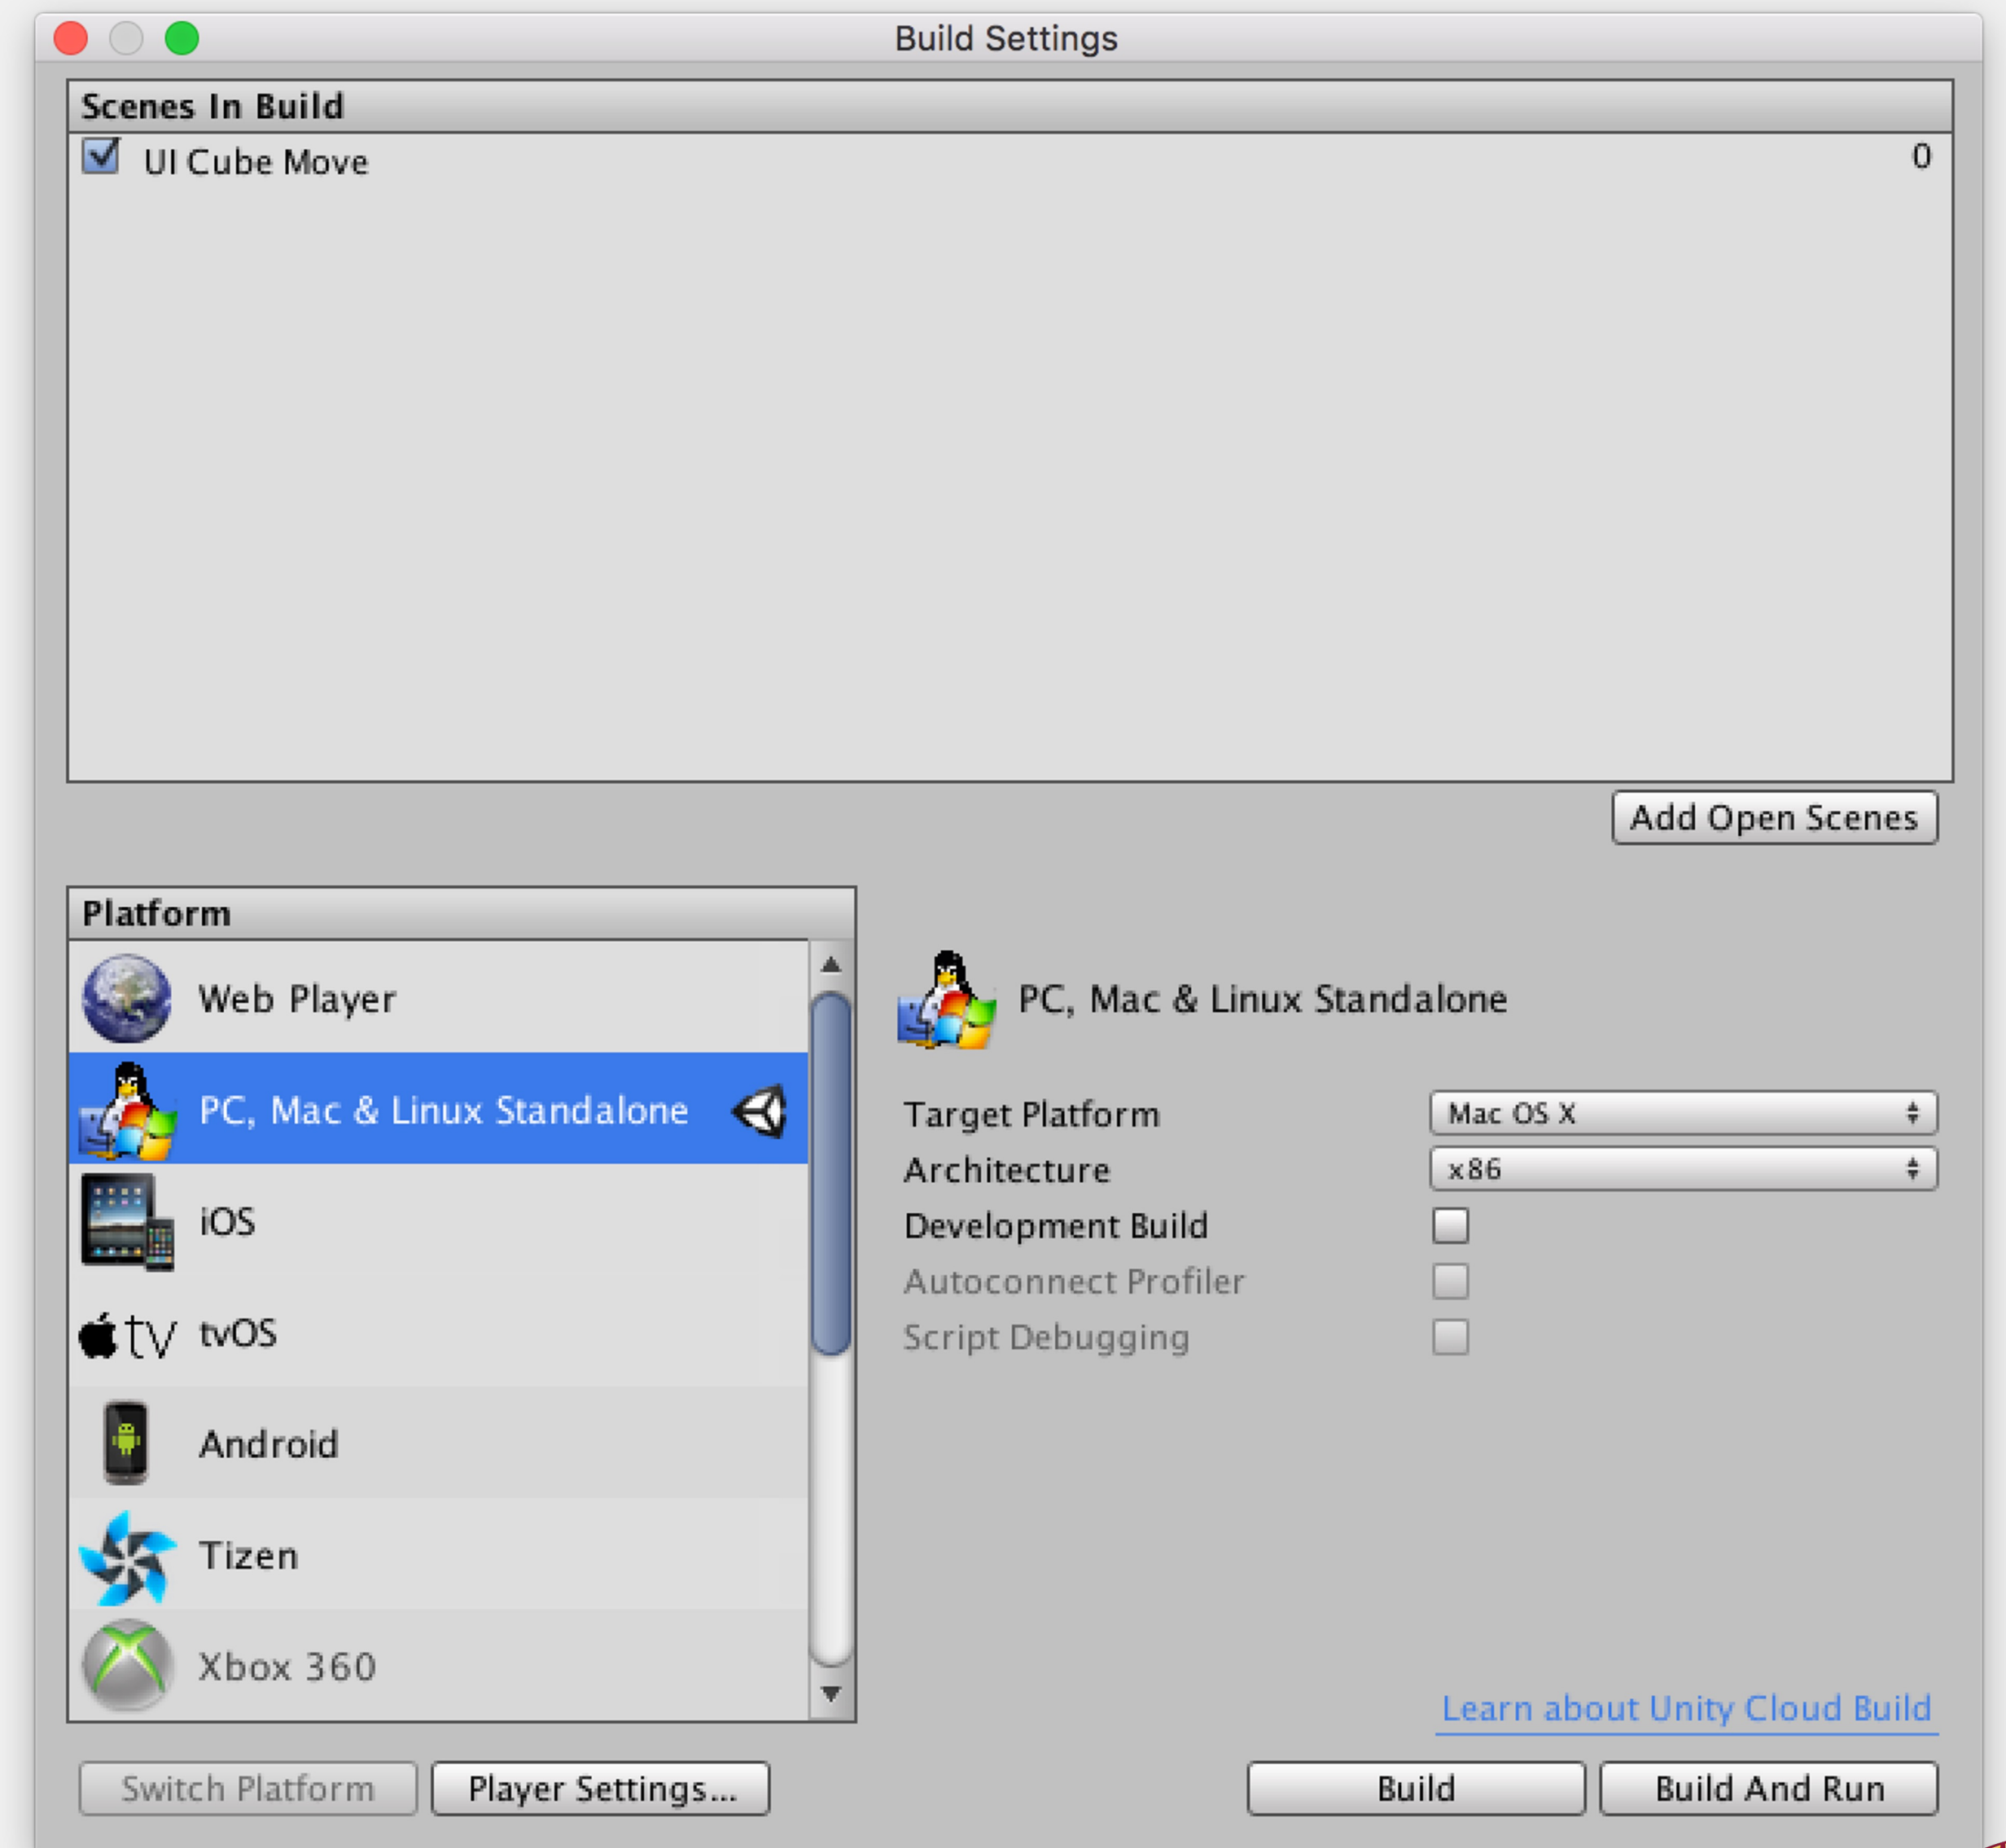 Build Settings
Scenes In Build
UI Cube Move 0
Add Open Scenes
Platform
Web Player
PC, Mac & Linux Standalone
iOS
tv tvOS
Android
Tizen
Xbox 360
PC, Mac & Linux Standalone
Target Platform Mac OS X
Architecture x86
Development Build
Autoconnect Profiler
Script Debugging
Learn about Unity Cloud Build
Switch Platform Player Settings... Build Build And Run